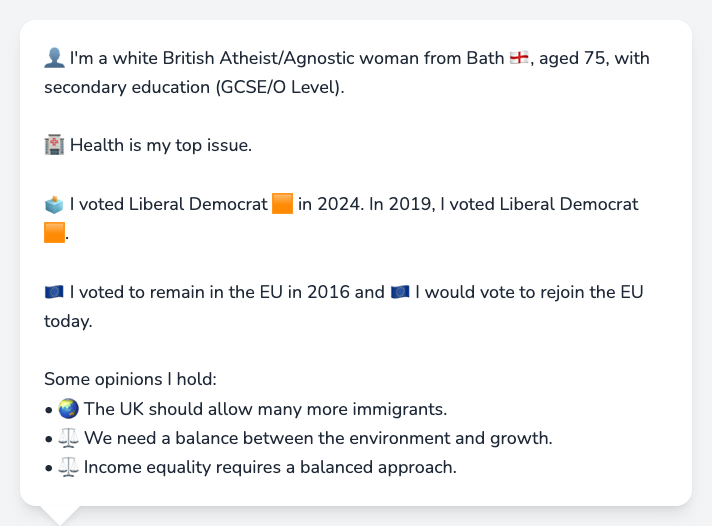 👤 I'm a white British Atheist/Agnostic woman from Bath 🏴󠁧󠁢󠁥󠁮󠁧󠁿, aged 75, with
secondary education (GCSE/O Level).
🏥 Health is my top issue.
🗳️ I voted Liberal Democrat 🟧 in 2024. In 2019, I voted Liberal Democrat
🟧.
🇪🇺 I voted to remain in the EU in 2016 and 🇪🇺 I would vote to rejoin the EU
today.
Some opinions I hold:
• 🌏 The UK should allow many more immigrants.
• ⚖️ We need a balance between the environment and growth.
• ⚖️ Income equality requires a balanced approach.